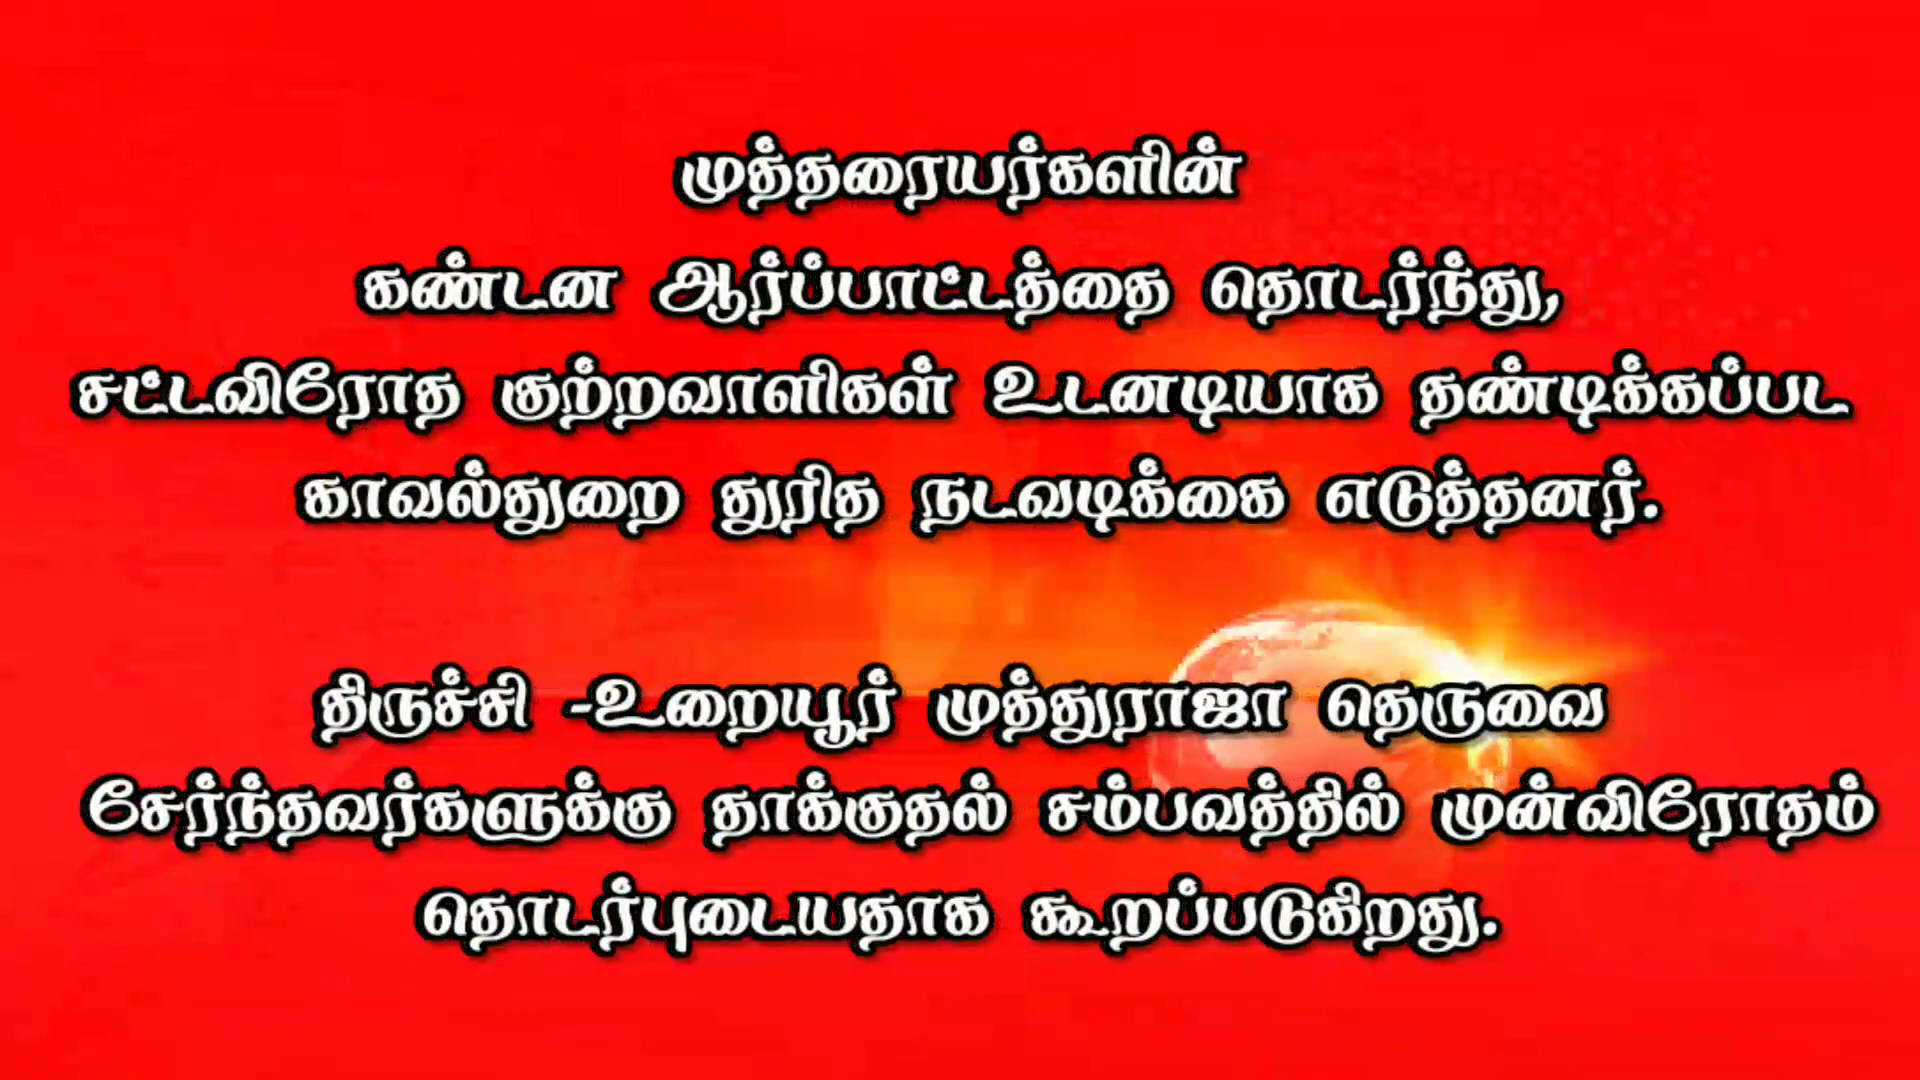 முத்தரையர்களின்
கண்டன ஆர்ப்பாட்டத்தை தொடர்ந்து,
சட்டவிரோத குற்றவாளிகள் உடனடியாக தண்டிக்கப்பட
காவல்துறை துரித நடவடிக்கை எடுத்தனர்.
திருச்சி -உறையூர் முத்துராஜா தெருவை
சேர்ந்தவர்களுக்கு தாக்குதல் சம்பவத்தில் முன்விரோதம்
தொடர்புடையதாக கூறப்படுகிறது.